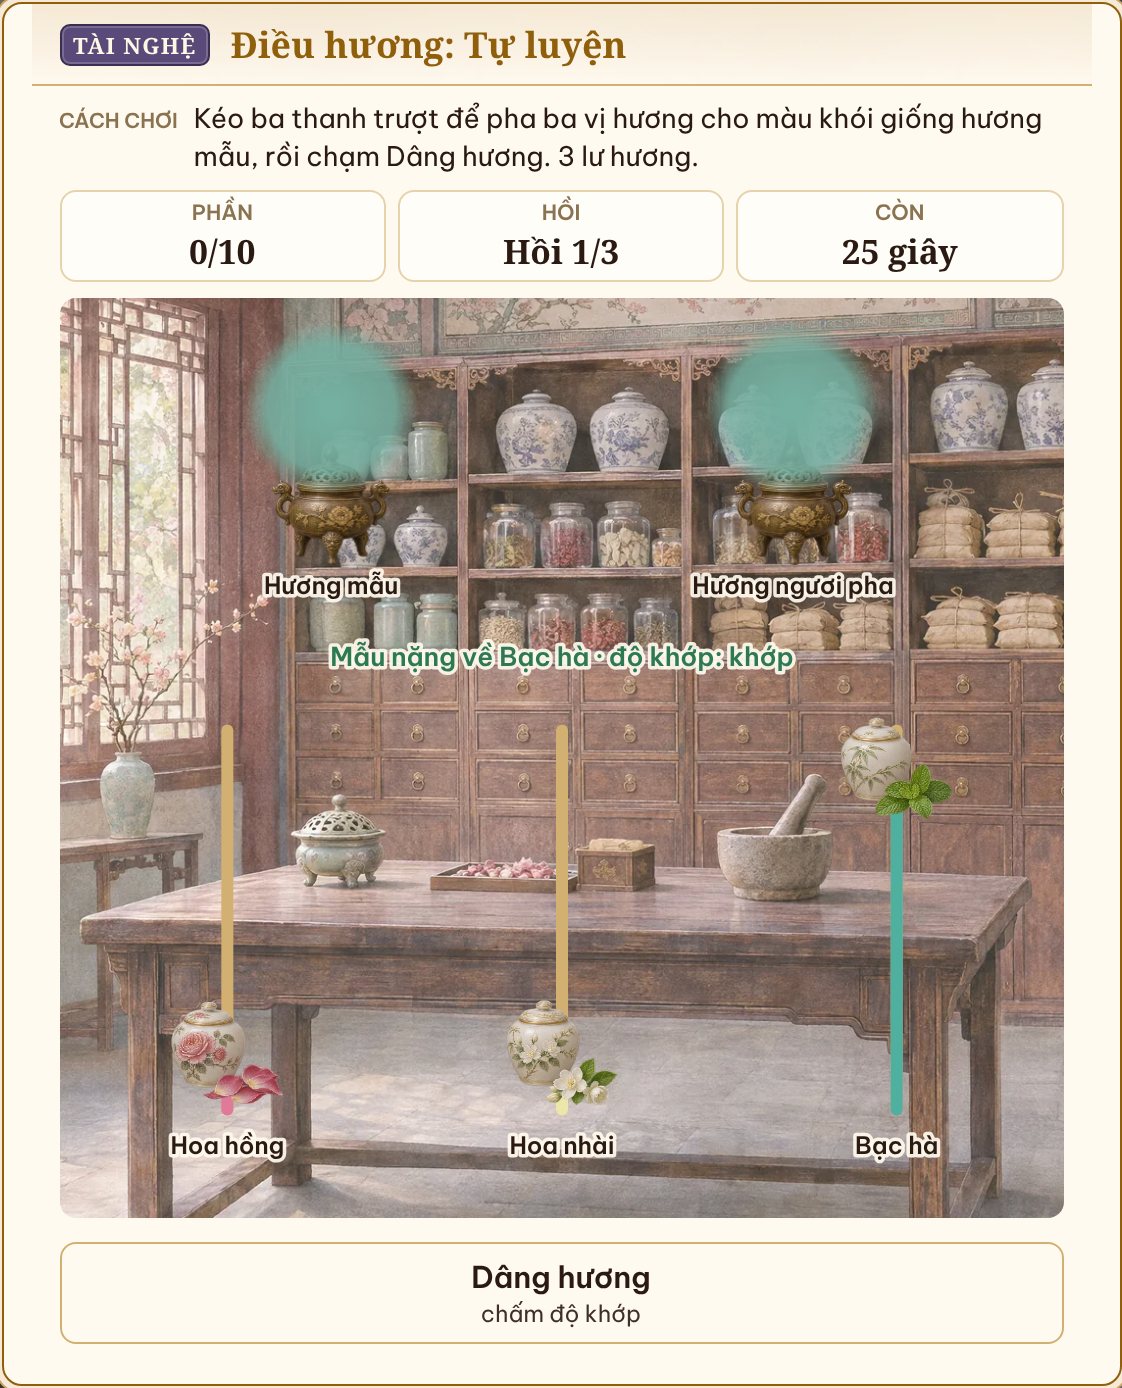 TÀI NGHỆ
Điều hương: Tự luyện
CÁCH CHƠI
Kéo ba thanh trượt để pha ba vị hương cho màu khói giống hương
mẫu, rồi chạm Dâng hương. 3 lư hương.
PHẦN
0/10
HỒI
Hồi 1/3
CÒN
25 giây
Hương mẫu
Hương ngươi pha
Mẫu nặng về Bạc hà · độ khớp: khớp
Hoa hồng
Hoa nhài
Bạc hà
Dâng hương
chấm độ khớp